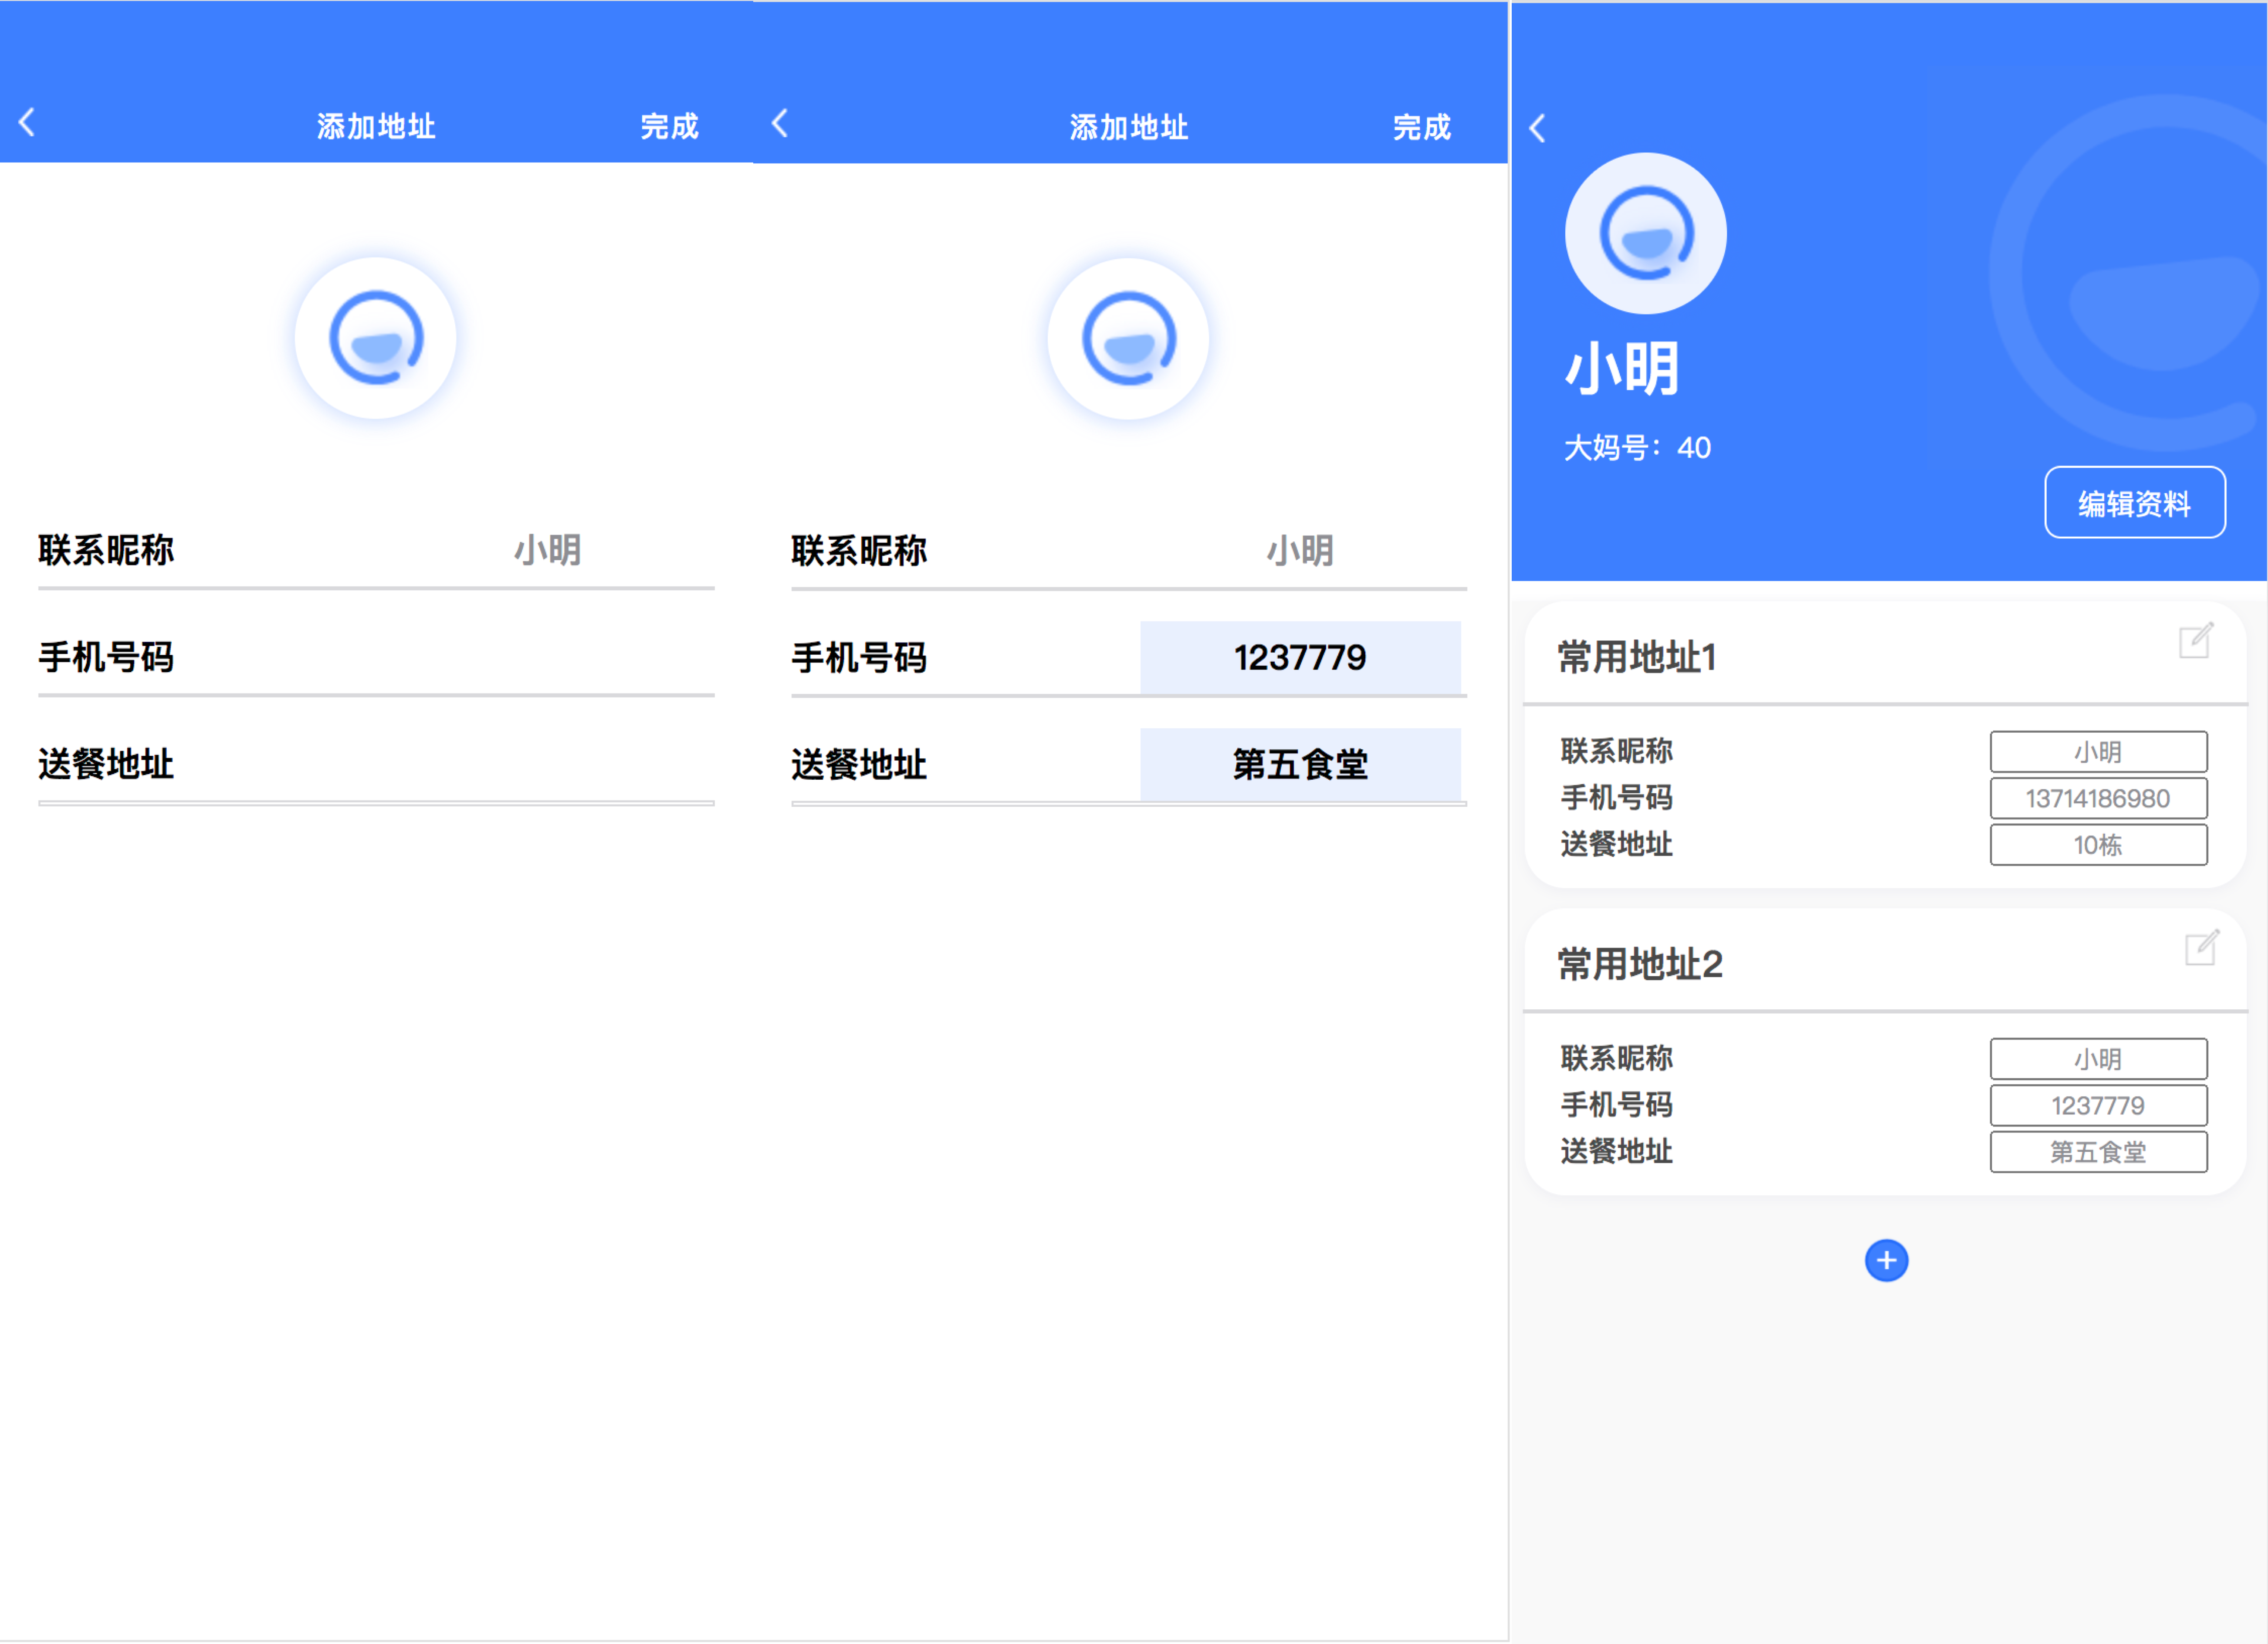 添加地址
完成
联系昵称
小明
手机号码
送餐地址
添加地址
完成
联系昵称
小明
手机号码
1237779
送餐地址
第五食堂
小明
大妈号：40
编辑资料
常用地址1
联系昵称
小明
手机号码
13714186980
送餐地址
10栋
常用地址2
联系昵称
小明
手机号码
1237779
送餐地址
第五食堂